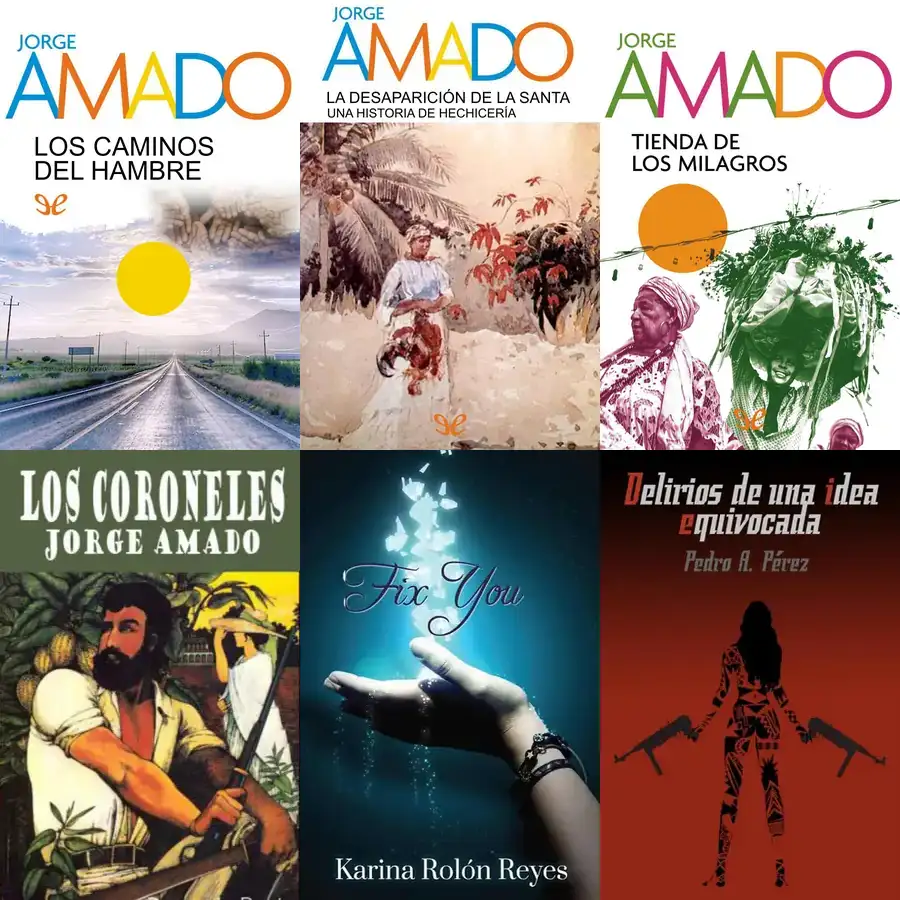 JORGE
AMADO
LOS CAMINOS
DEL HAMBRE
JORGE
AMADO
LA DESAPARICIÓN DE LA SANTA
UNA HISTORIA DE HECHICERÍA
JORGE
AMADO
TIENDA DE
LOS MILAGROS
LOS CORONELES
JORGE AMADO
Fix You
Karina Rolón Reyes
Delirios de una idea
equivocada
Pedro A. Pérez